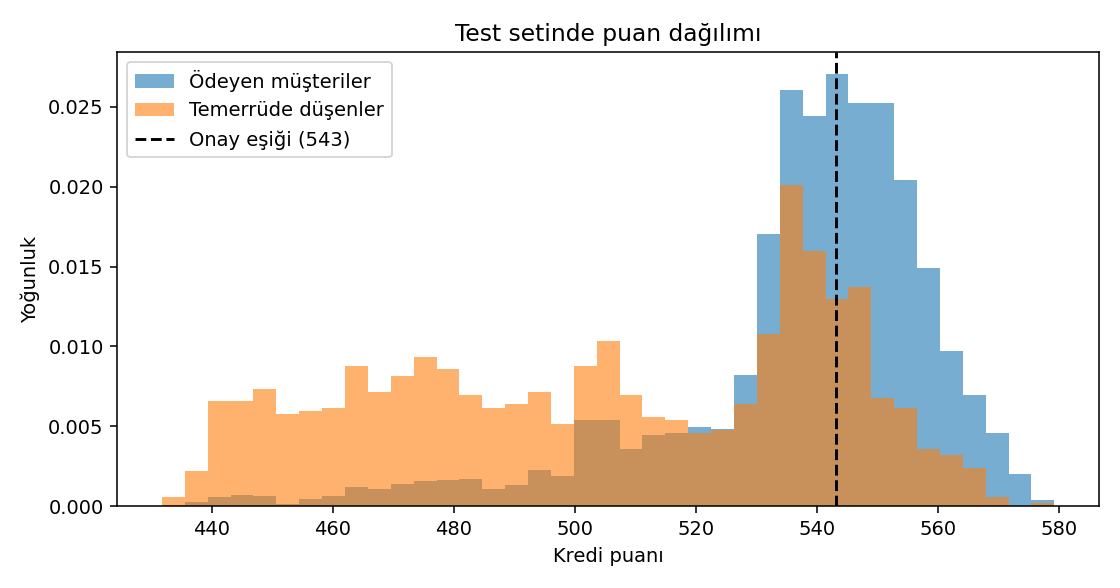 Test setinde puan dağılımı
Ödeyen müşteriler
Temerrüde düşenler
Onay eşiği (543)
Yoğunluk
0.025
0.020
0.015
0.010
0.005
0.000
440 460 480 500 520 540 560 580
Kredi puanı